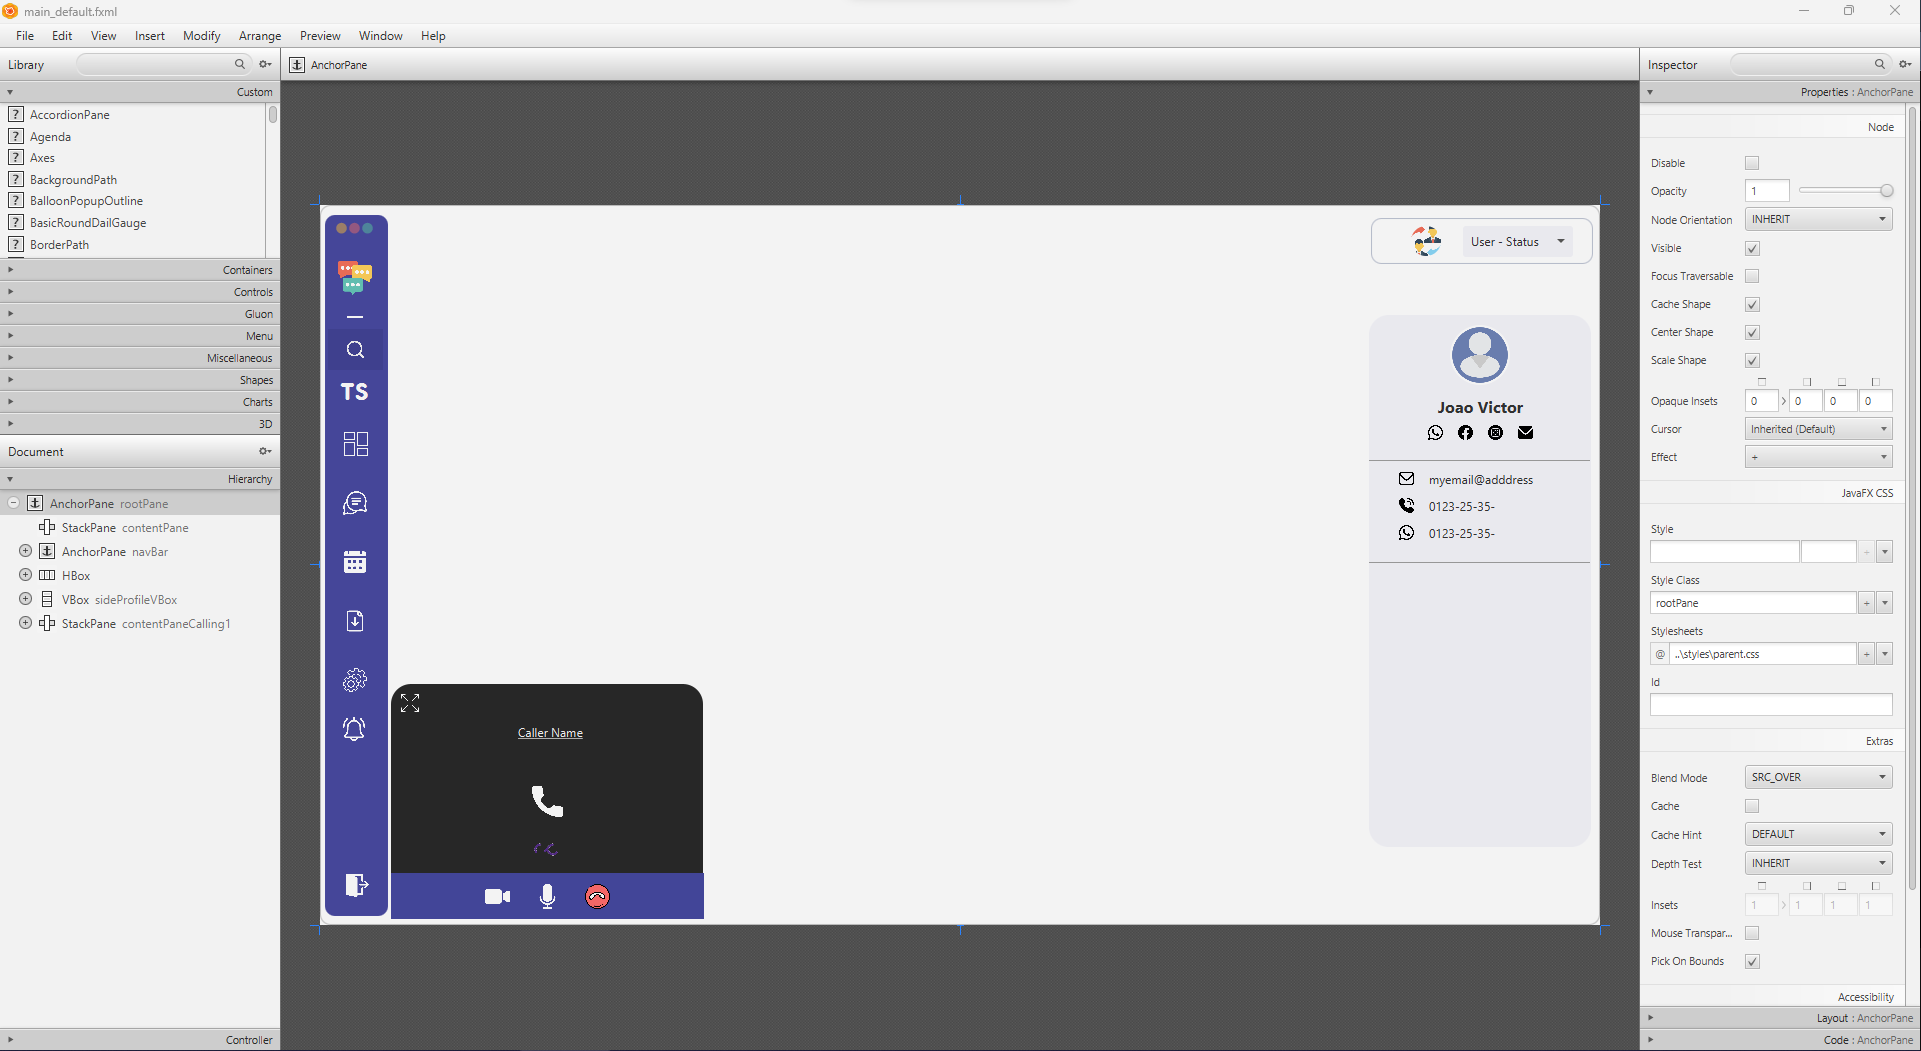 main_default.fxml
File Edit View Insert Modify Arrange Preview Window Help
Library
Custom
? AccordionPane
? Agenda
? Axes
? BackgroundPath
? BalloonPopupOutline
? BasicRoundDailGauge
? BorderPath
Containers
Controls
Gluon
Menu
Miscellaneous
Shapes
Charts
3D
Document
Hierarchy
AnchorPane rootPane
StackPane contentPane
AnchorPane navBar
HBox
VBox sideProfileVBox
StackPane contentPaneCalling1
Controller
AnchorPane
TS
User - Status
Joao Victor
myemail@adddress
0123-25-35-
0123-25-35-
Caller Name
Inspector
Properties : AnchorPane
Node
Disable
Opacity 1
Node Orientation INHERIT
Visible
Focus Traversable
Cache Shape
Center Shape
Scale Shape
Opaque Insets 0 > 0 0 0
Cursor Inherited (Default)
Effect +
JavaFX CSS
Style
+
Style Class
rootPane +
Stylesheets
@ ..\styles\parent.css +
Id
Extras
Blend Mode SRC_OVER
Cache
Cache Hint DEFAULT
Depth Test INHERIT
Insets 1 > 1 1 1
Mouse Transpar...
Pick On Bounds
Accessibility
Layout : AnchorPane
Code : AnchorPane